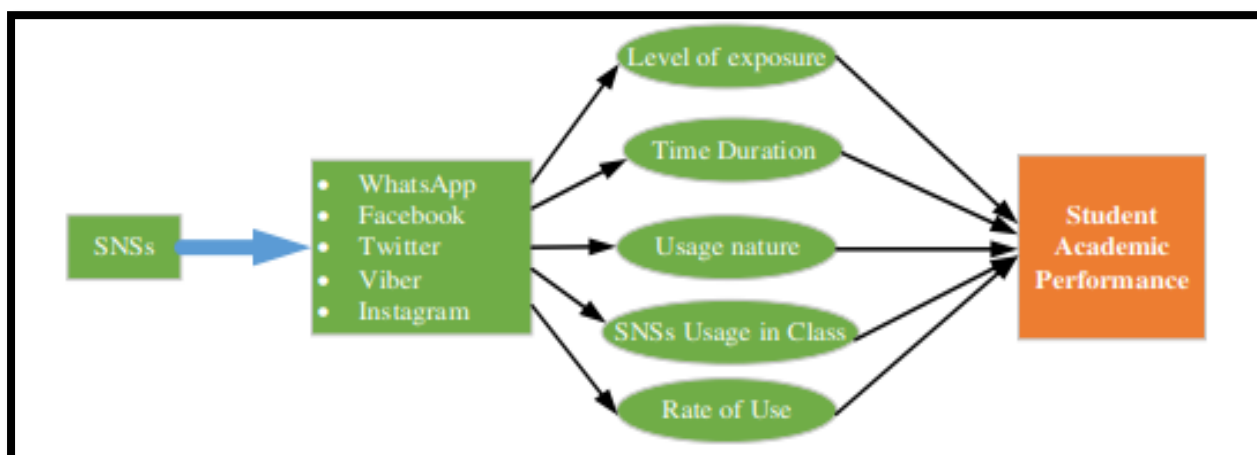 SNSs
• WhatsApp
• Facebook
• Twitter
• Viber
• Instagram
Level of exposure
Time Duration
Usage nature
SNSs Usage in Class
Rate of Use
Student
Academic
Performance